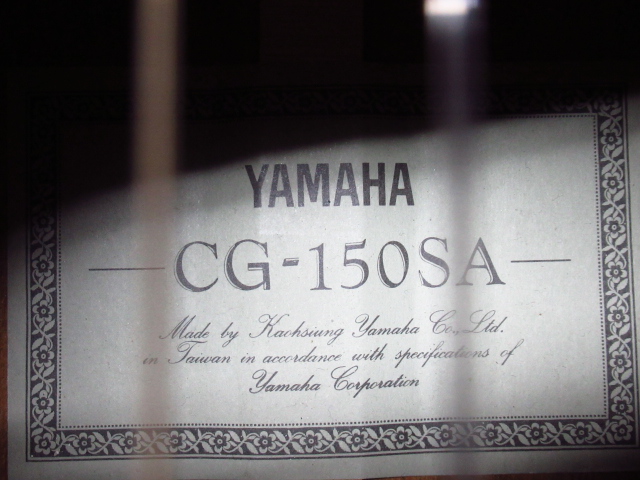 YAMAHA
CG-150SA
Made by Kaohsiung Yamaha Co., Ltd.
in Taiwan in accordance with specifications of
Yamaha Corporation